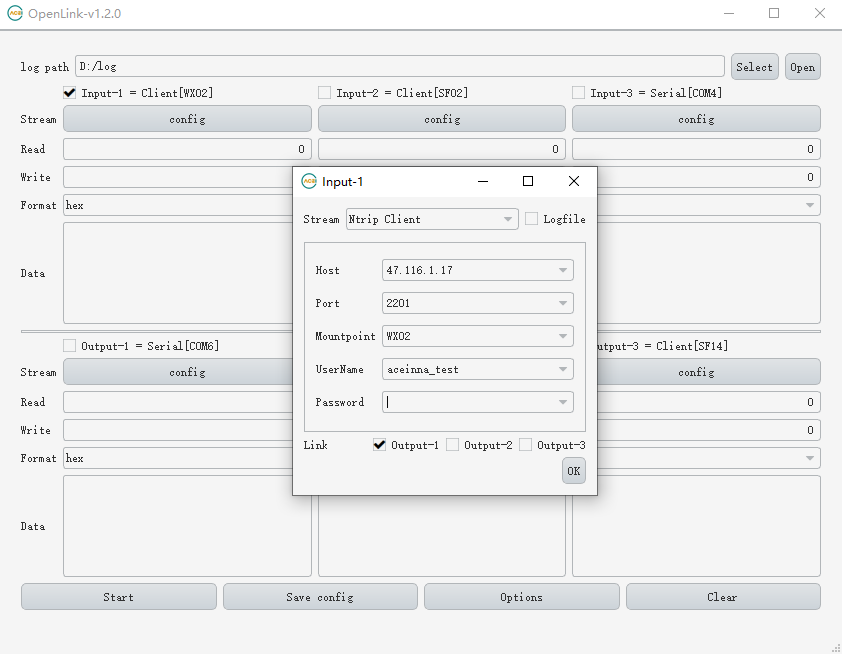 OpenLink-v1.2.0
log path D:/log Select Open
Input-1 = Client[WX02] Input-2 = Client[SF02] Input-3 = Serial[COM4]
Stream config config config
Read 0 0 0
Write 0
Format hex
Data
Output-1 = Serial[COM6] utput-3 = Client[SF14]
Stream config config
Read 0
Write 0
Format hex
Data
Start Save config Options Clear
Input-1
Stream Ntrip Client Logfile
Host 47.116.1.17
Port 2201
Mountpoint WX02
UserName aceinna_test
Password
Link Output-1 Output-2 Output-3
OK